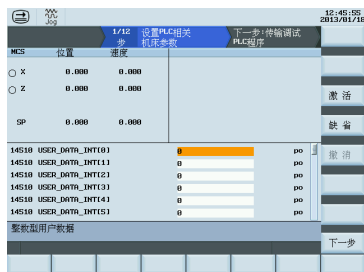 Jog
12:45:55
2013/01/18
1/12 设置PLC相关 下一步:传输调试
步 机床参数 PLC程序
MCS 位置 速度
X 0.000 0.000
Z 0.000 0.000
SP 0.000 0.000
激活
缺省
撤消
14510 USER_DATA_INT[0] 0 po
14510 USER_DATA_INT[1] 0 po
14510 USER_DATA_INT[2] 0 po
14510 USER_DATA_INT[3] 0 po
14510 USER_DATA_INT[4] 0 po
14510 USER_DATA_INT[5] 0 po
整数型用户数据
下一步